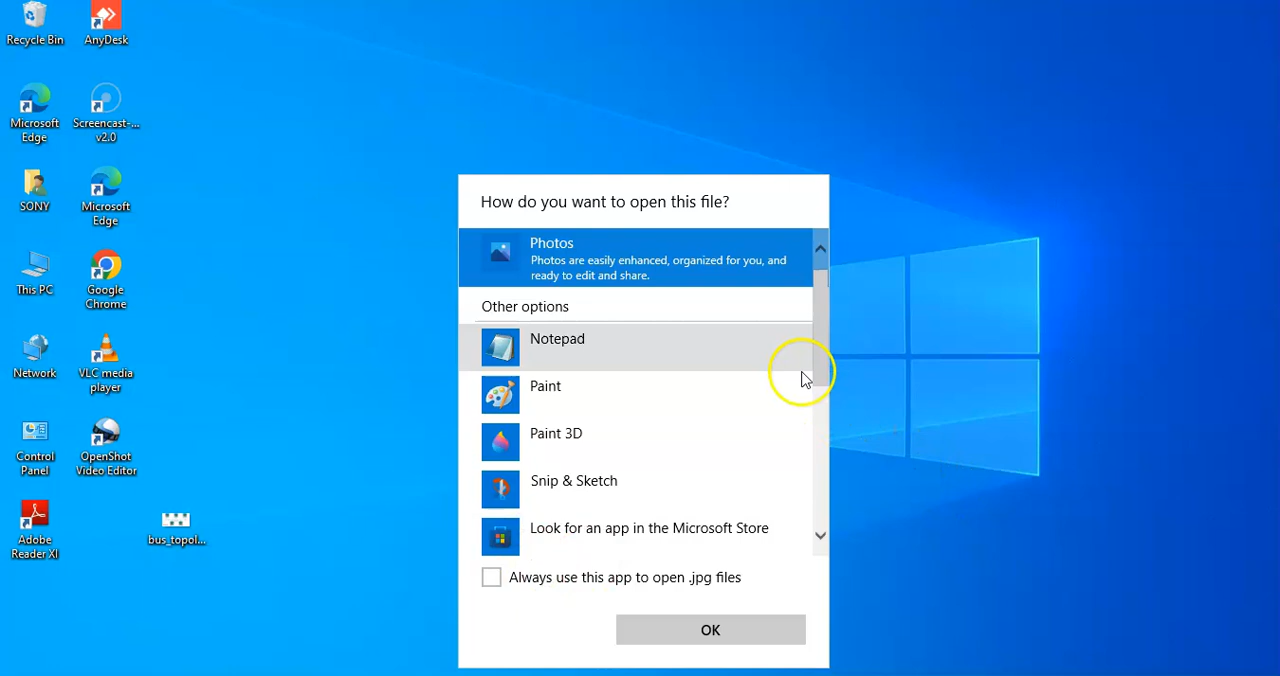 Recycle Bin
AnyDesk
Microsoft
Edge
Screencast-...
v2.0
SONY
Microsoft
Edge
This PC
Google
Chrome
Network
VLC media
player
Control
Panel
OpenShot
Video Editor
Adobe
Reader XI
bus_topol...
How do you want to open this file?
Photos
Photos are easily enhanced, organized for you, and
ready to edit and share.
Other options
Notepad
Paint
Paint 3D
Snip & Sketch
Look for an app in the Microsoft Store
Always use this app to open .jpg files
OK